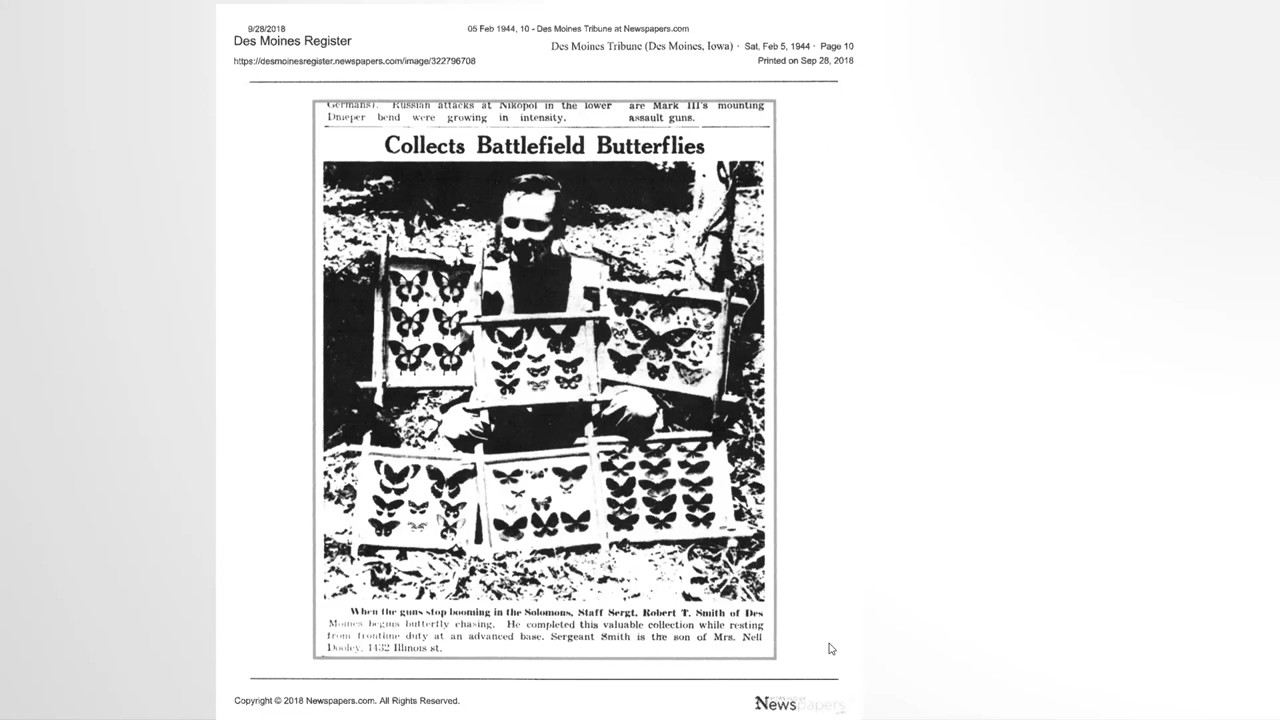 9/28/2018
05 Feb 1944, 10 - Des Moines Tribune at Newspapers.com
Des Moines Register
Des Moines Tribune (Des Moines, Iowa) · Sat, Feb 5, 1944 · Page 10
https://desmoinesregister.newspapers.com/image/322796708
Printed on Sep 28, 2018
Germans). Russian attacks at Nikopol in the lower
Dnieper bend were growing in intensity.
are Mark III's mounting
assault guns.
Collects Battlefield Butterflies
When the guns stop booming in the Solomons, Staff Sergt. Robert T. Smith of Des
Moines begins butterfly chasing. He completed this valuable collection while resting
from frontline duty at an advanced base. Sergeant Smith is the son of Mrs. Nell
Dooley, 1432 Illinois st.
Copyright © 2018 Newspapers.com. All Rights Reserved.
Newspapers